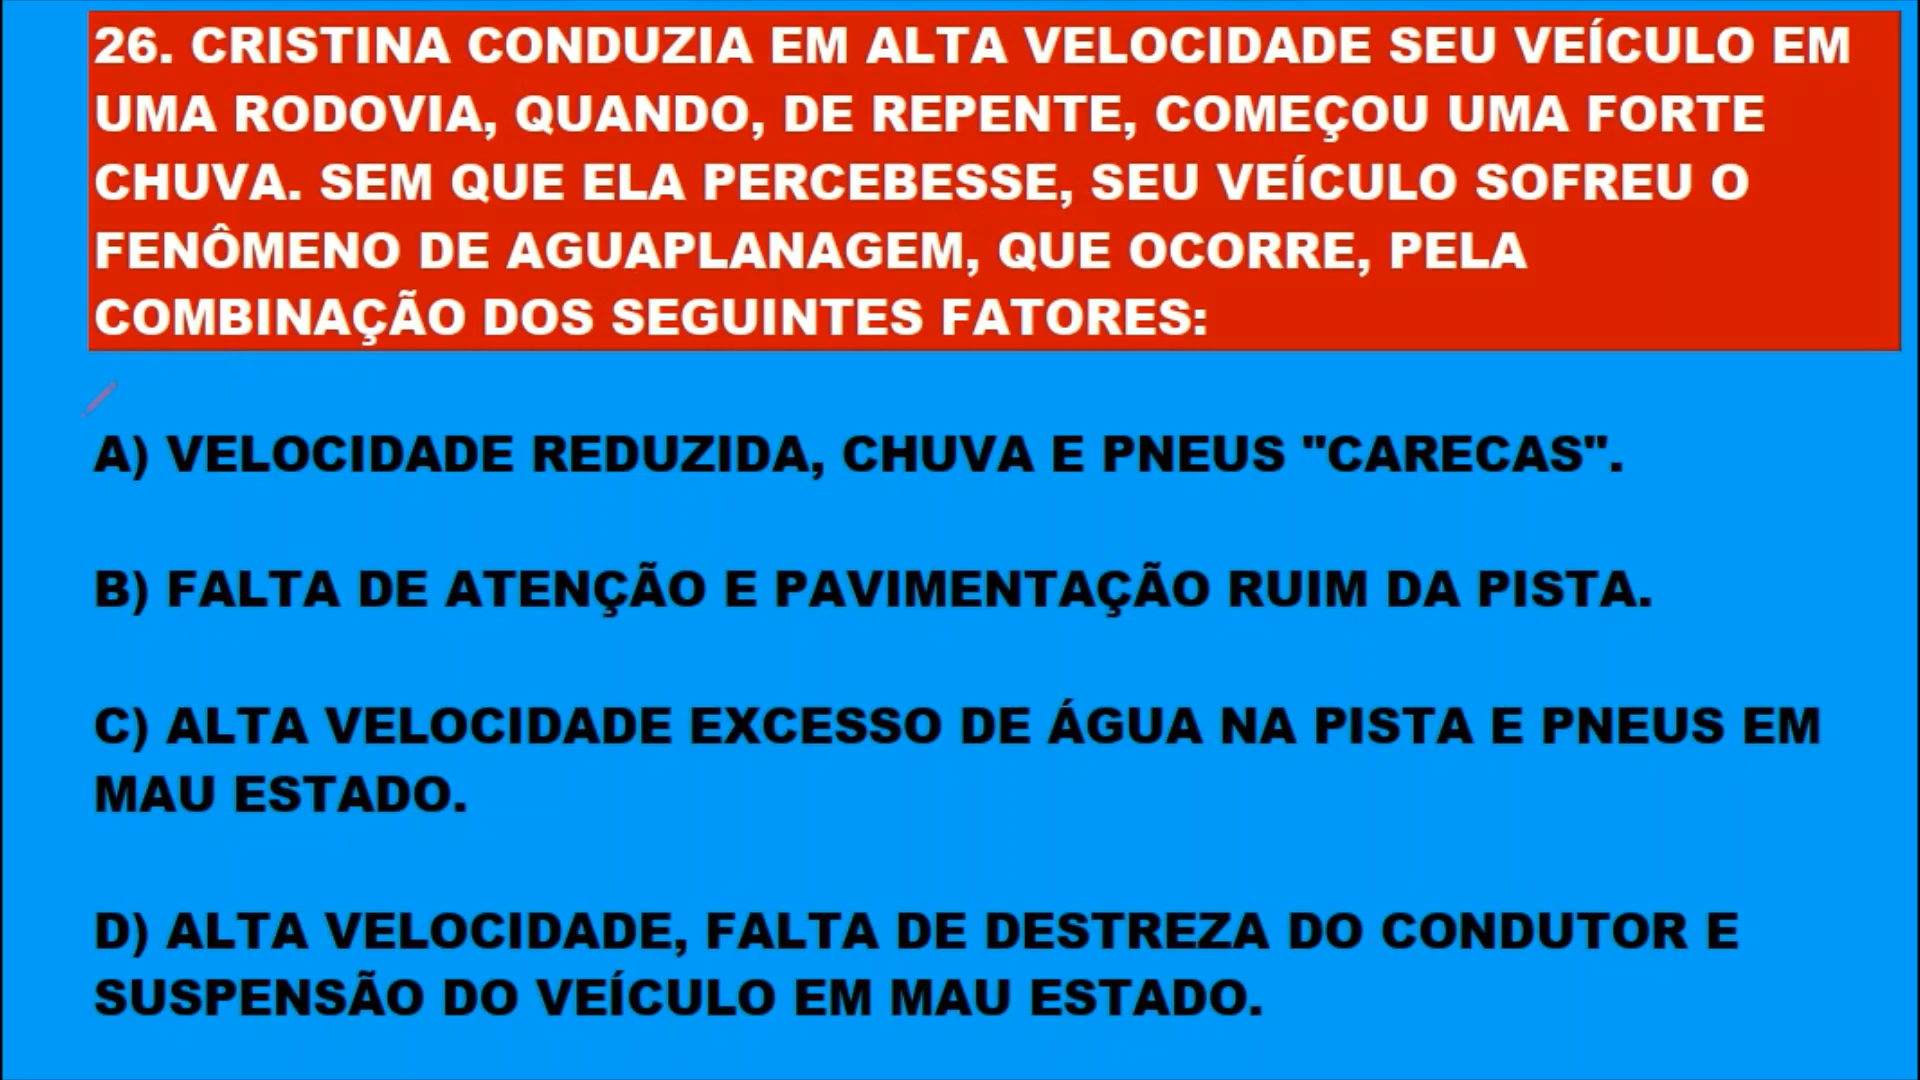 26. CRISTINA CONDUZIA EM ALTA VELOCIDADE SEU VEÍCULO EM
UMA RODOVIA, QUANDO, DE REPENTE, COMEÇOU UMA FORTE
CHUVA. SEM QUE ELA PERCEBESSE, SEU VEÍCULO SOFREU O
FENÔMENO DE AGUAPLANAGEM, QUE OCORRE, PELA
COMBINAÇÃO DOS SEGUINTES FATORES:
A) VELOCIDADE REDUZIDA, CHUVA E PNEUS "CARECAS".
B) FALTA DE ATENÇÃO E PAVIMENTAÇÃO RUIM DA PISTA.
C) ALTA VELOCIDADE EXCESSO DE ÁGUA NA PISTA E PNEUS EM
MAU ESTADO.
D) ALTA VELOCIDADE, FALTA DE DESTREZA DO CONDUTOR E
SUSPENSÃO DO VEÍCULO EM MAU ESTADO.